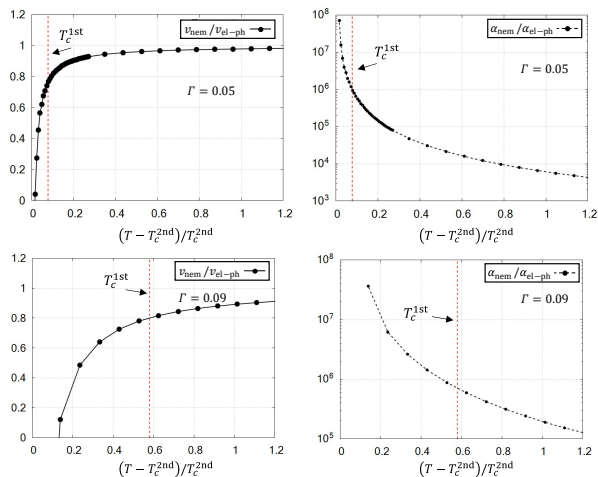 T_c^1st
ν_nem/ν_el−ph
Γ = 0.05
1.2
1
0.8
0.6
0.4
0.2
0
0 0.2 0.4 0.6 0.8 1 1.2
(T − T_c^2nd)/T_c^2nd
α_nem/α_el−ph
T_c^1st
Γ = 0.05
10^8
10^7
10^6
10^5
10^4
10^3
0 0.2 0.4 0.6 0.8 1 1.2
(T − T_c^2nd)/T_c^2nd
ν_nem/ν_el−ph
T_c^1st
Γ = 0.09
1.2
1
0.8
0.6
0.4
0.2
0
0 0.2 0.4 0.6 0.8 1 1.2
(T − T_c^2nd)/T_c^2nd
α_nem/α_el−ph
Γ = 0.09
T_c^1st
10^8
10^7
10^6
10^5
0 0.2 0.4 0.6 0.8 1 1.2
(T − T_c^2nd)/T_c^2nd